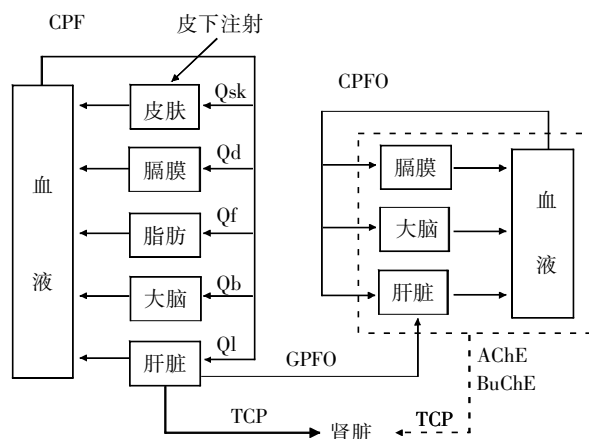 CPF
皮下注射
皮肤
Qsk
膈膜
Qd
脂肪
Qf
大脑
Qb
肝脏
Ql
血
液
CPFO
膈膜
大脑
肝脏
血
液
GPFO
AChE
BuChE
TCP
肾脏
TCP